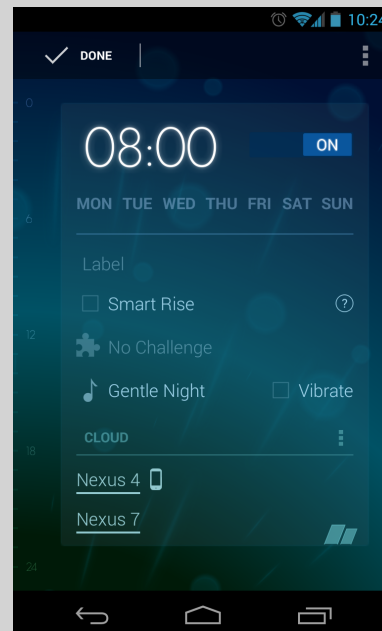 10:24
DONE
0
08:00 ON
MON TUE WED THU FRI SAT SUN
6
Label
Smart Rise ?
12
No Challenge
Gentle Night Vibrate
CLOUD
18
Nexus 4
Nexus 7
24